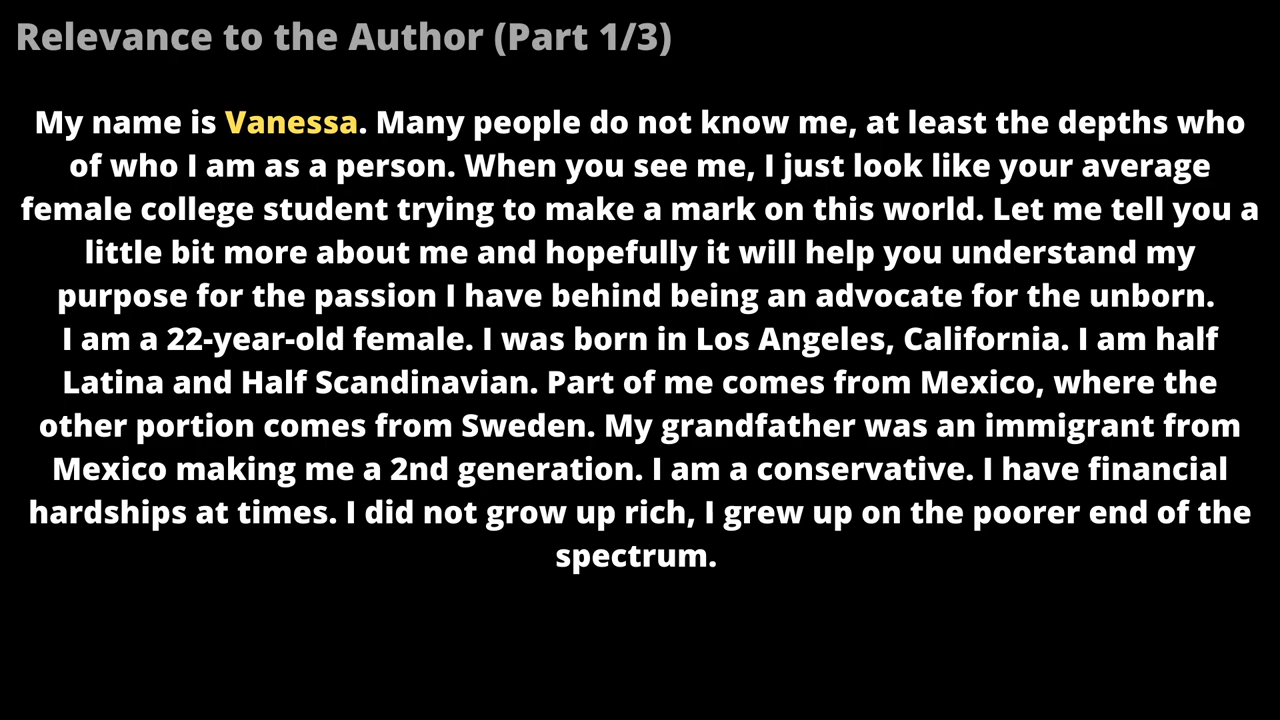 Relevance to the Author (Part 1/3)
My name is Vanessa. Many people do not know me, at least the depths who
of who I am as a person. When you see me, I just look like your average
female college student trying to make a mark on this world. Let me tell you a
little bit more about me and hopefully it will help you understand my
purpose for the passion I have behind being an advocate for the unborn.
I am a 22-year-old female. I was born in Los Angeles, California. I am half
Latina and Half Scandinavian. Part of me comes from Mexico, where the
other portion comes from Sweden. My grandfather was an immigrant from
Mexico making me a 2nd generation. I am a conservative. I have financial
hardships at times. I did not grow up rich, I grew up on the poorer end of the
spectrum.